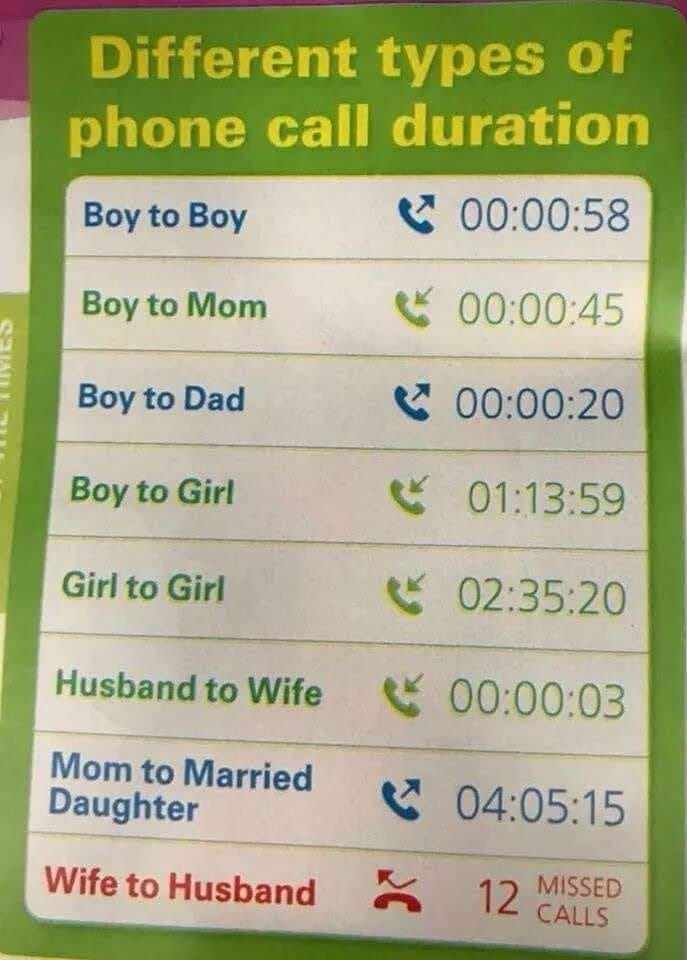 Different types of
phone call duration
Boy to Boy 00:00:58
Boy to Mom 00:00:45
Boy to Dad 00:00:20
Boy to Girl 01:13:59
Girl to Girl 02:35:20
Husband to Wife 00:00:03
Mom to Married
Daughter 04:05:15
Wife to Husband 12 MISSED
CALLS
TIMES